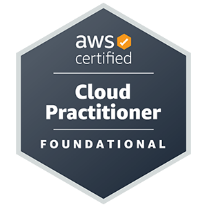 aws
certified
Cloud
Practitioner
FOUNDATIONAL